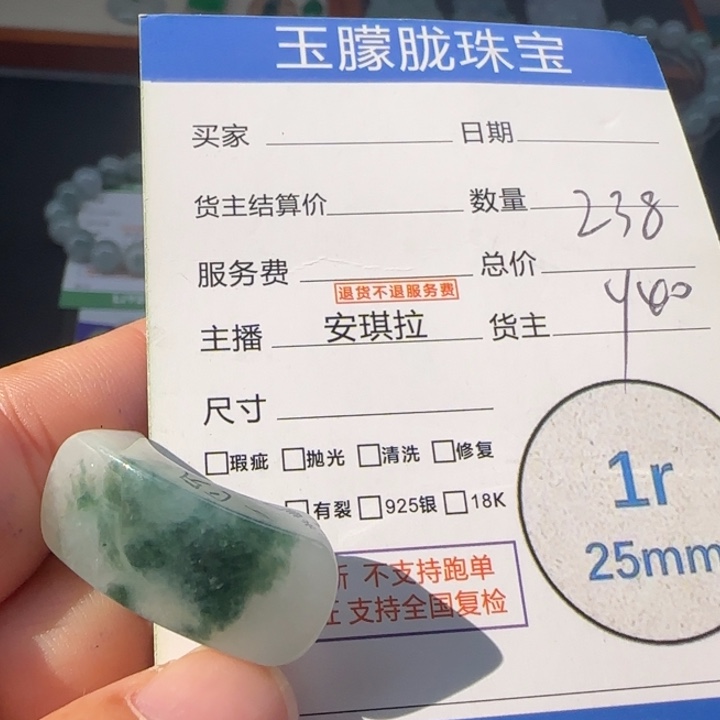 玉朦胧珠宝
买家 日期
货主结算价 数量 238
服务费 总价
退货不退服务费
440
主播 安琪拉 货主
尺寸
瑕疵 抛光 清洗 修复
有裂 925银 18K
1r
25mm
不支持跑单
支持全国复检